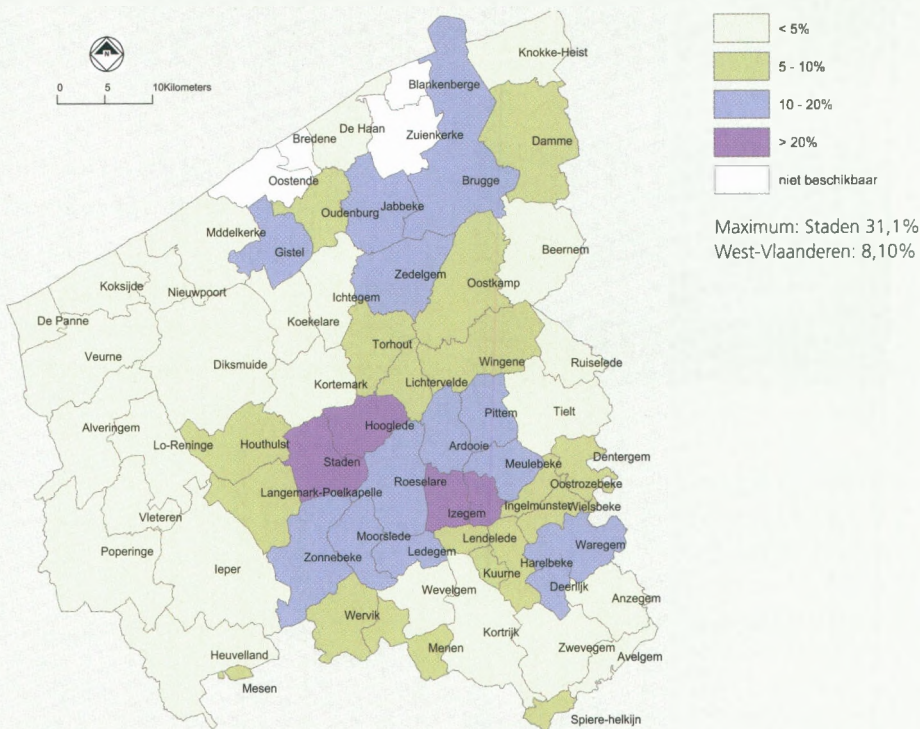 N
0 5 10Kilometers
< 5%
5 - 10%
10 - 20%
> 20%
niet beschikbaar
Maximum: Staden 31,1%
West-Vlaanderen: 8,10%
Knokke-Heist
Blankenberge
De Haan
Zuienkerke
Bredene
Damme
Oostende
Brugge
Jabbeke
Oudenburg
Mddelkerke
Gistel
Beernem
Zedelgem
Oostkamp
Koksijde
Nieuwpoort
Ichtegem
De Panne
Koekelare
Torhout
Veurne
Diksmuide
Wingene
Ruiselede
Kortemark
Lichtervelde
Pittem
Tielt
Alveringem
Hooglede
Lo-Reninge
Houthulst
Ardooie
Staden
Meulebeke
Dentergem
Roeselare
Oostrozebeke
Langemark-Poelkapelle
Ingelmunster
Wielsbeke
Vleteren
Izegem
Moorslede
Lendelede
Waregem
Poperinge
Zonnebeke
Ledegem
Harelbeke
Ieper
Kuurne
Deerlijk
Wevelgem
Anzegem
Wervik
Kortrijk
Menen
Zwevegem
Avelgem
Heuvelland
Mesen
Spiere-helkijn